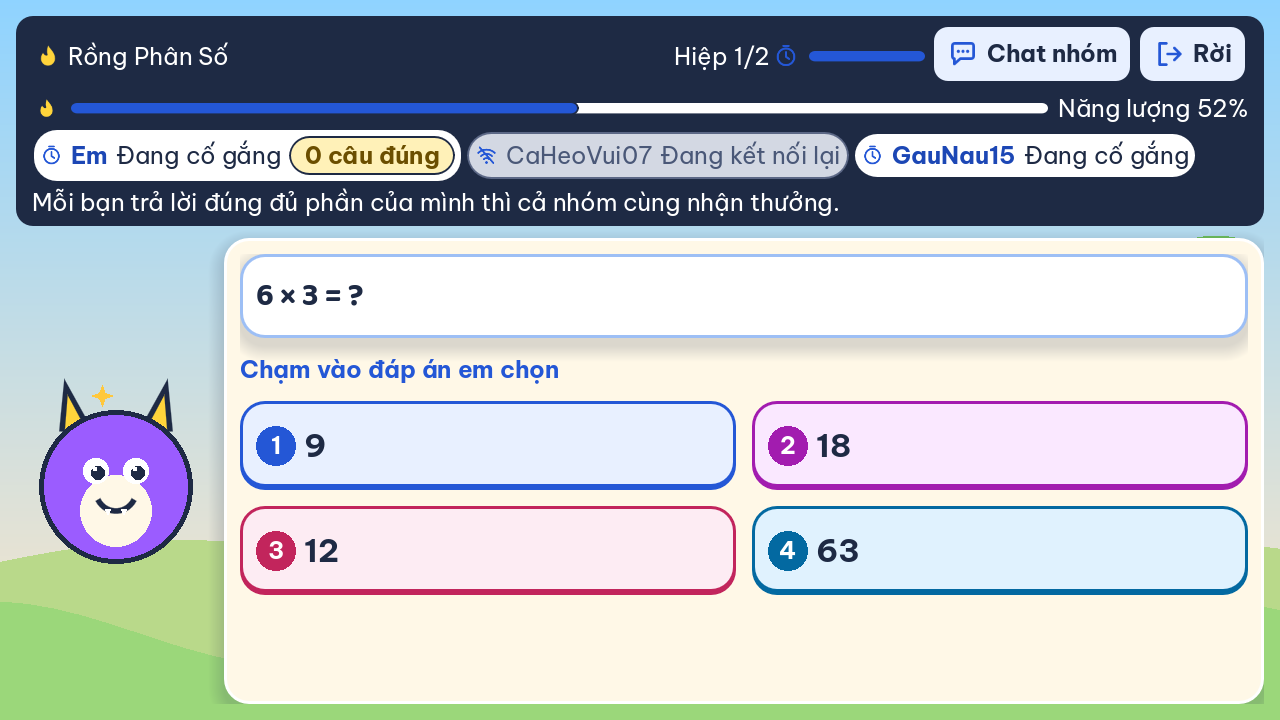 Rồng Phân Số
Hiệp 1/2
Chat nhóm
Rời
Năng lượng 52%
Em Đang cố gắng 0 câu đúng
CaHeoVui07 Đang kết nối lại
GauNau15 Đang cố gắng
Mỗi bạn trả lời đúng đủ phần của mình thì cả nhóm cùng nhận thưởng.
6 × 3 = ?
Chạm vào đáp án em chọn
1 9
2 18
3 12
4 63